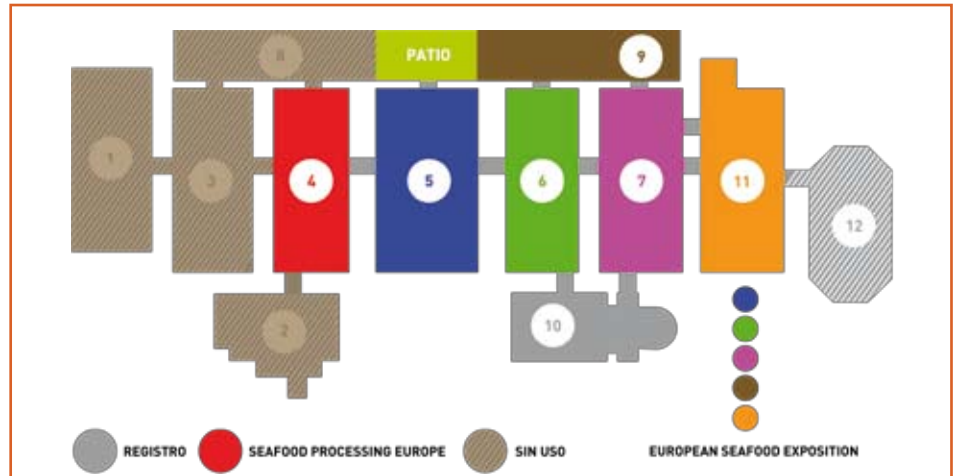 8
PATIO
9
1
3
4
5
6
7
11
12
2
10
REGISTRO
SEAFOOD PROCESSING EUROPE
SIN USO
EUROPEAN SEAFOOD EXPOSITION